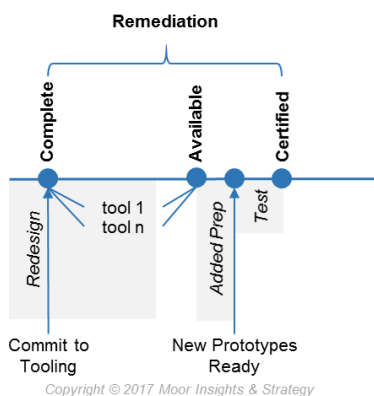 Remediation
Complete
Available
Certified
tool 1
tool n
Redesign
Added Prep
Test
Commit to
Tooling
New Prototypes
Ready
Copyright © 2017 Moor Insights & Strategy